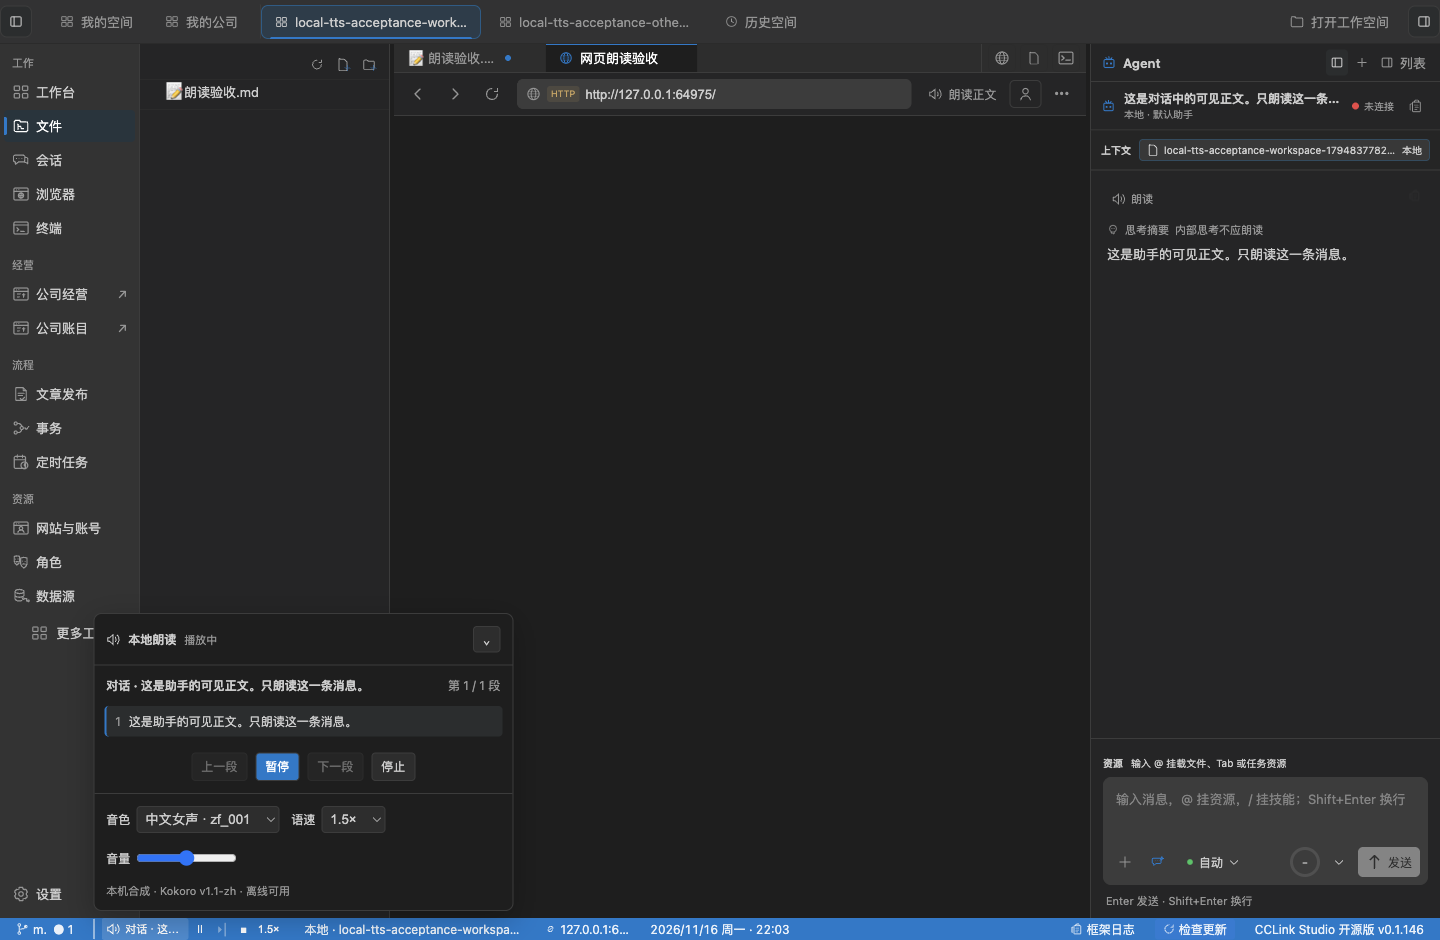 我的空间
我的公司
local-tts-acceptance-work...
local-tts-acceptance-othe...
历史空间
打开工作空间
工作
工作台
文件
会话
浏览器
终端
经营
公司经营
公司账目
流程
文章发布
事务
定时任务
资源
网站与账号
角色
数据源
更多工
设置
朗读验收.md
朗读验收....
网页朗读验收
HTTP http://127.0.0.1:64975/
朗读正文
Agent
列表
这是对话中的可见正文。只朗读这一条...
本地 · 默认助手
未连接
上下文
local-tts-acceptance-workspace-1794837782... 本地
朗读
思考摘要 内部思考不应朗读
这是助手的可见正文。只朗读这一条消息。
资源 输入 @ 挂载文件、Tab 或任务资源
输入消息，@ 挂资源，/ 挂技能；Shift+Enter 换行
自动
-
发送
Enter 发送 · Shift+Enter 换行
本地朗读 播放中
对话 · 这是助手的可见正文。只朗读这一条消息。
第 1 / 1 段
1 这是助手的可见正文。只朗读这一条消息。
上一段
暂停
下一段
停止
音色 中文女声 · zf_001
语速 1.5×
音量
本机合成 · Kokoro v1.1-zh · 离线可用
m. 1
对话 · 这...
1.5×
本地 · local-tts-acceptance-workspa...
127.0.0.1:6...
2026/11/16 周一 · 22:03
框架日志
检查更新
CCLink Studio 开源版 v0.1.146